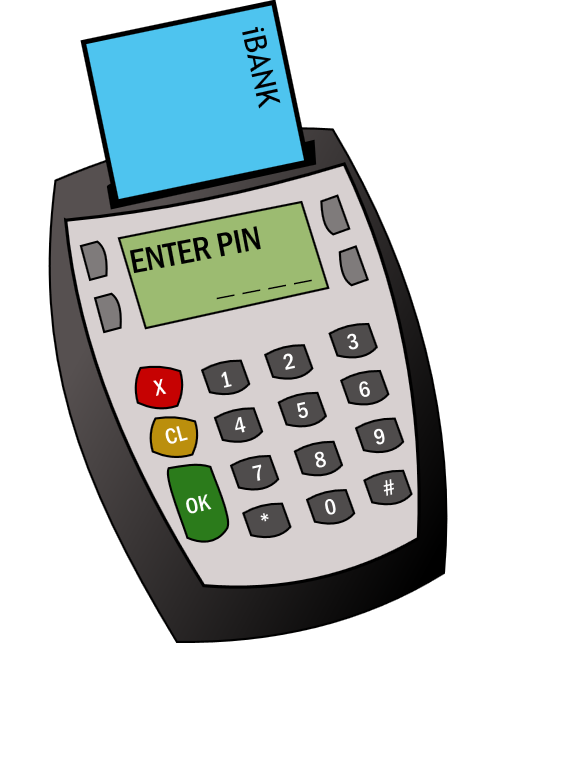 iBANK
ENTER PIN
_ _ _ _
X 1 2 3
CL 4 5 6
OK 7 8 9
* 0 #